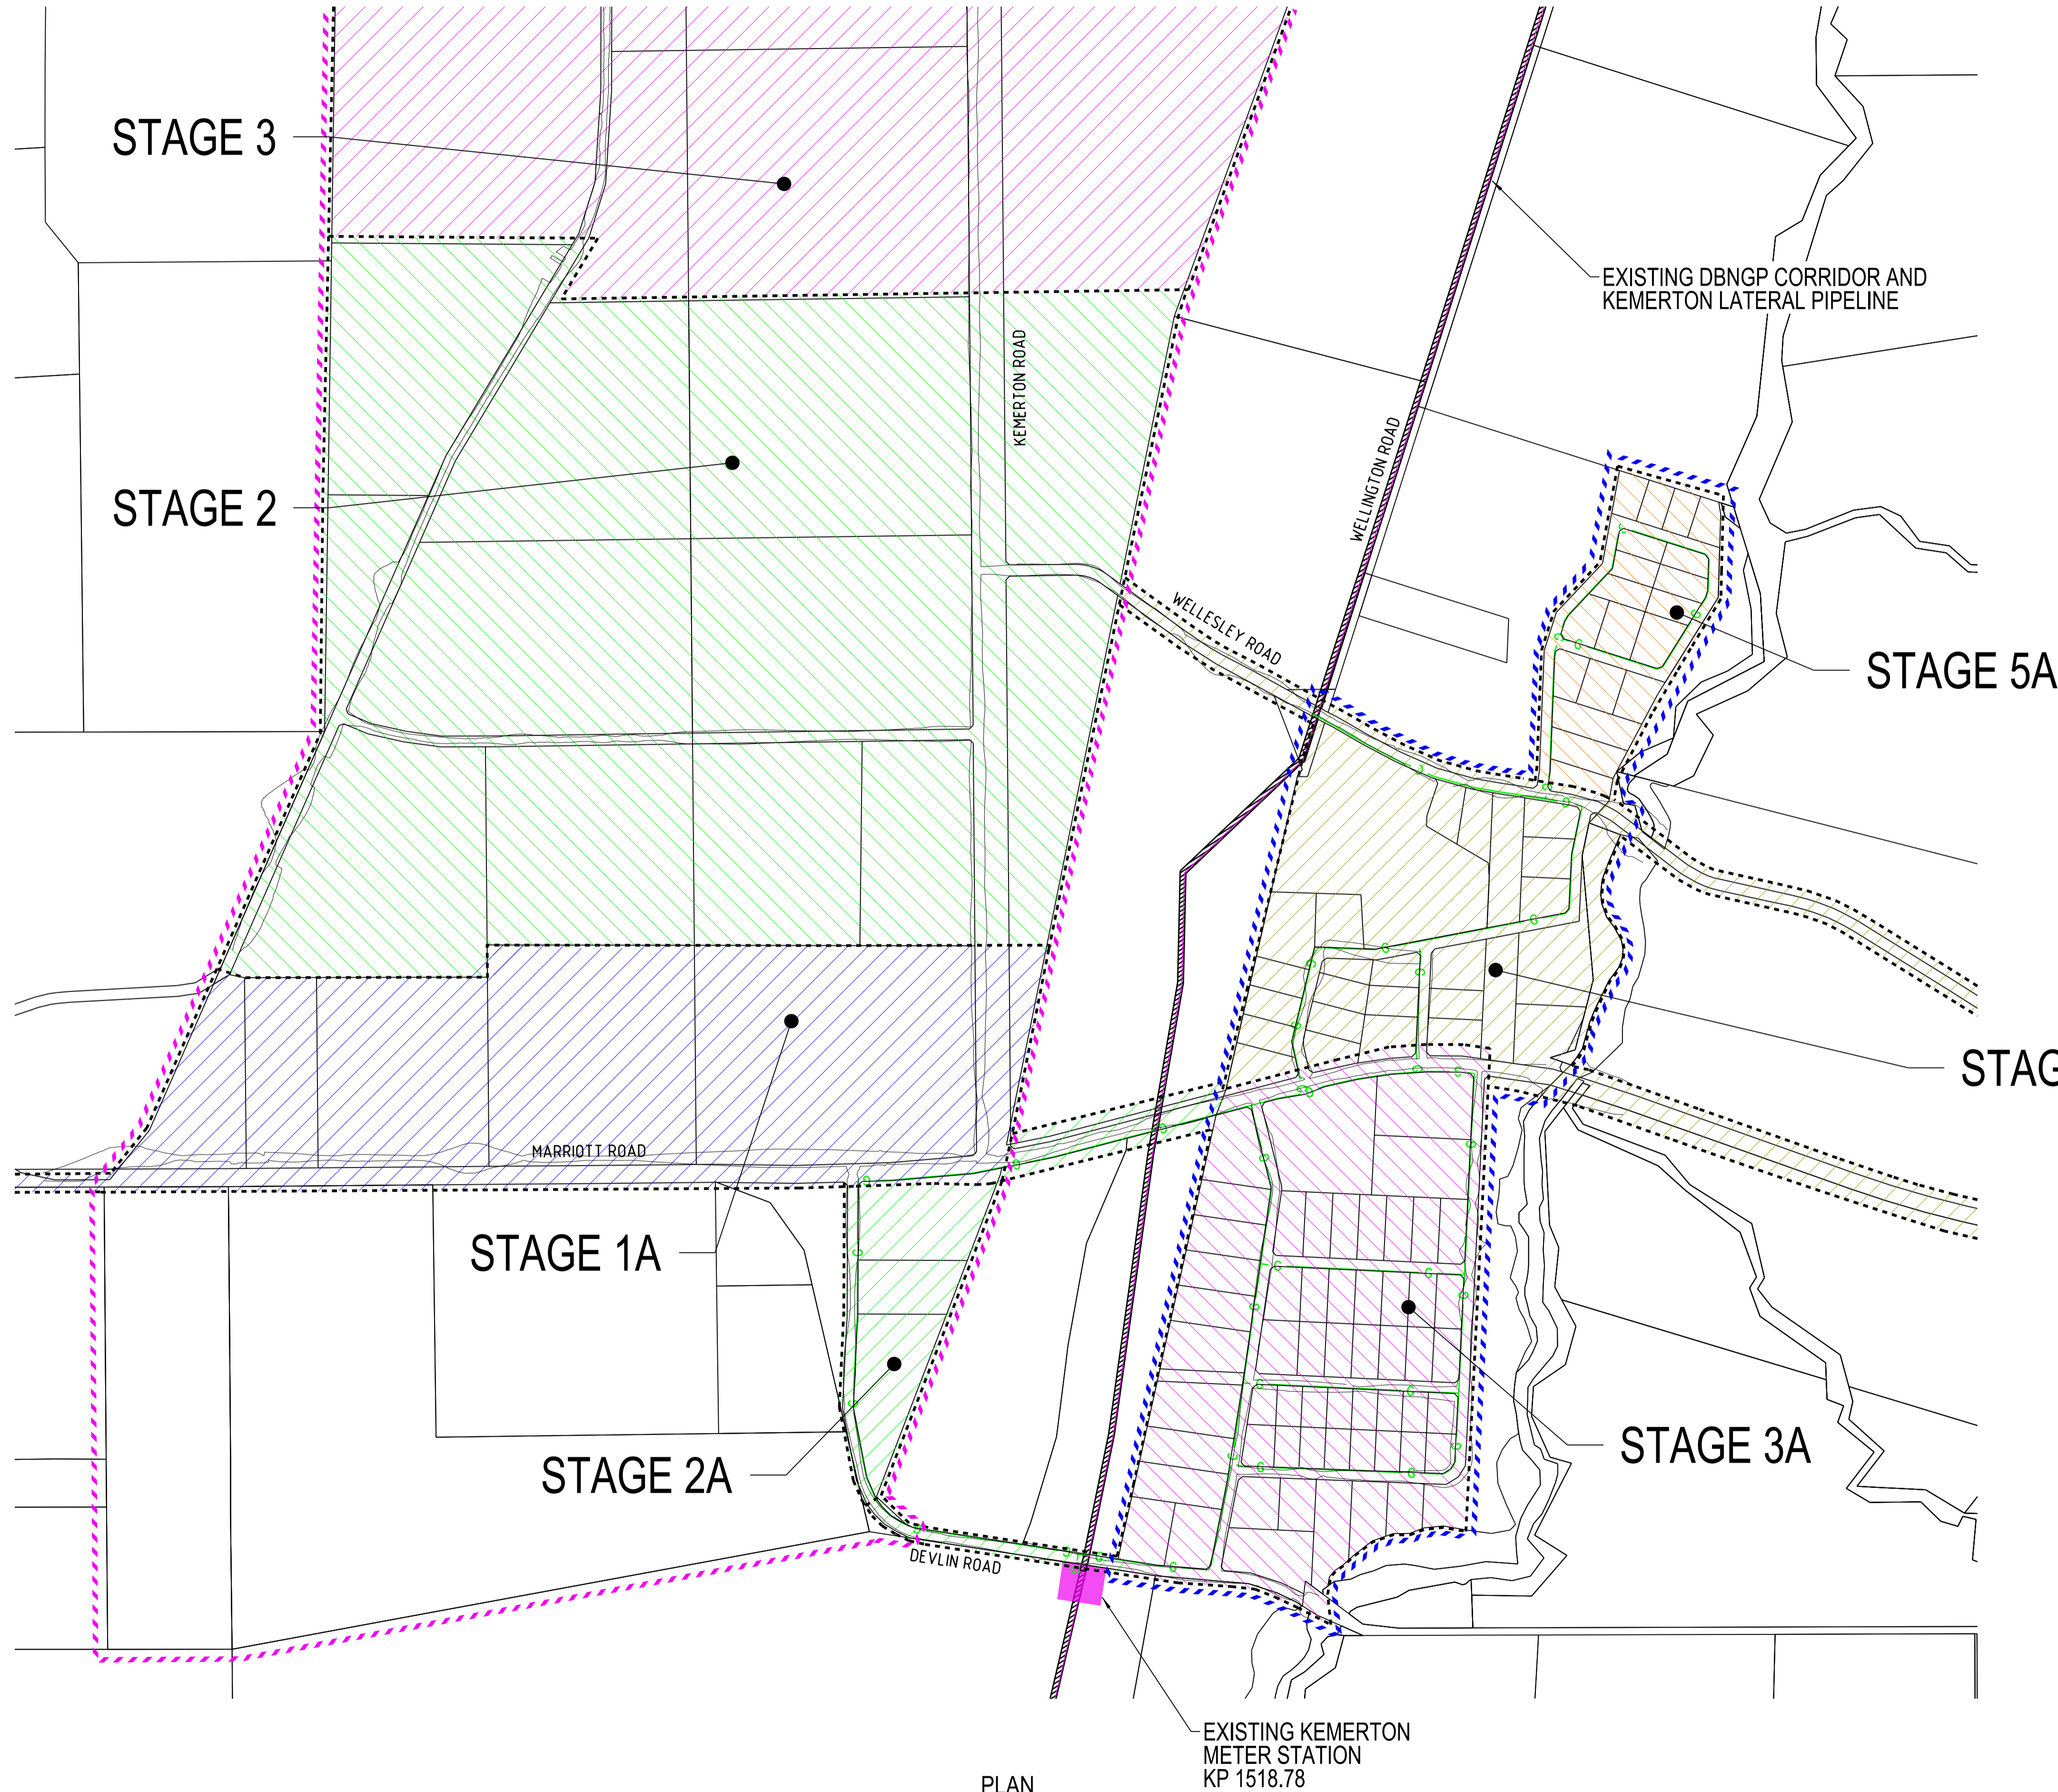 STAGE 3
EXISTING DBNGP CORRIDOR AND
KEMERTON LATERAL PIPELINE
KEMERTON ROAD
WELLINGTON ROAD
STAGE 2
WELLESLEY ROAD
STAGE 5A
STAG
MARRIOTT ROAD
STAGE 1A
STAGE 3A
STAGE 2A
DEVLIN ROAD
EXISTING KEMERTON
METER STATION
KP 1518.78
PLAN